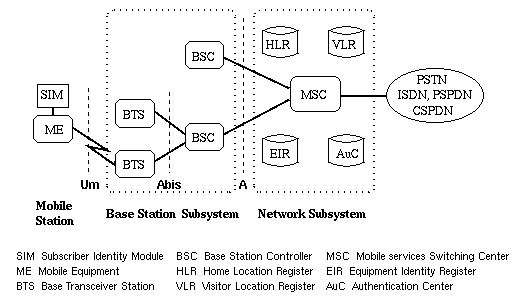 HLR
VLR
BSC
PSTN
ISDN, PSPDN
CSPDN
MSC
SIM
ME
BTS
BSC
BTS
EIR
AuC
Um
Abis
A
Mobile
Station
Base Station Subsystem
Network Subsystem
SIM Subscriber Identity Module
BSC Base Station Controller
MSC Mobile services Switching Center
ME Mobile Equipment
HLR Home Location Register
EIR Equipment Identity Register
BTS Base Transceiver Station
VLR Visitor Location Register
AuC Authentication Center